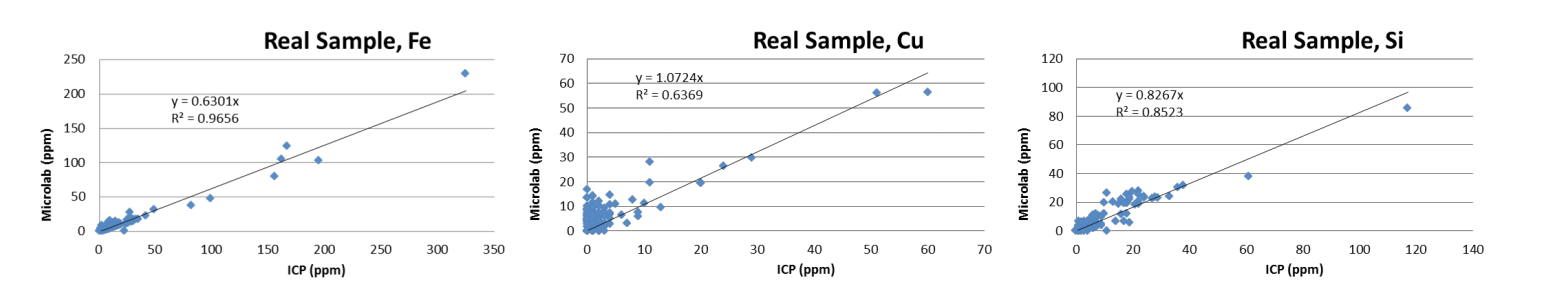 Real Sample, Fe
250
200
150
100
50
0
y = 0.6301x
R² = 0.9656
Microlab (ppm)
0 50 100 150 200 250 300 350
ICP (ppm)
Real Sample, Cu
70
60
50
40
30
20
10
0
y = 1.0724x
R² = 0.6369
Microlab (ppm)
0 10 20 30 40 50 60 70
ICP (ppm)
Real Sample, Si
120
100
80
60
40
20
0
y = 0.8267x
R² = 0.8523
Microlab (ppm)
0 20 40 60 80 100 120 140
ICP (ppm)